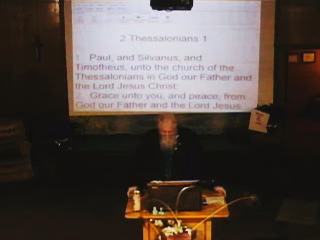 2 Thessalonians 1
1 Paul, and Silvanus, and
Timotheus, unto the church of the
Thessalonians in God our Father and
the Lord Jesus Christ:
2 Grace unto you, and peace, from
God our Father and the Lord Jesus